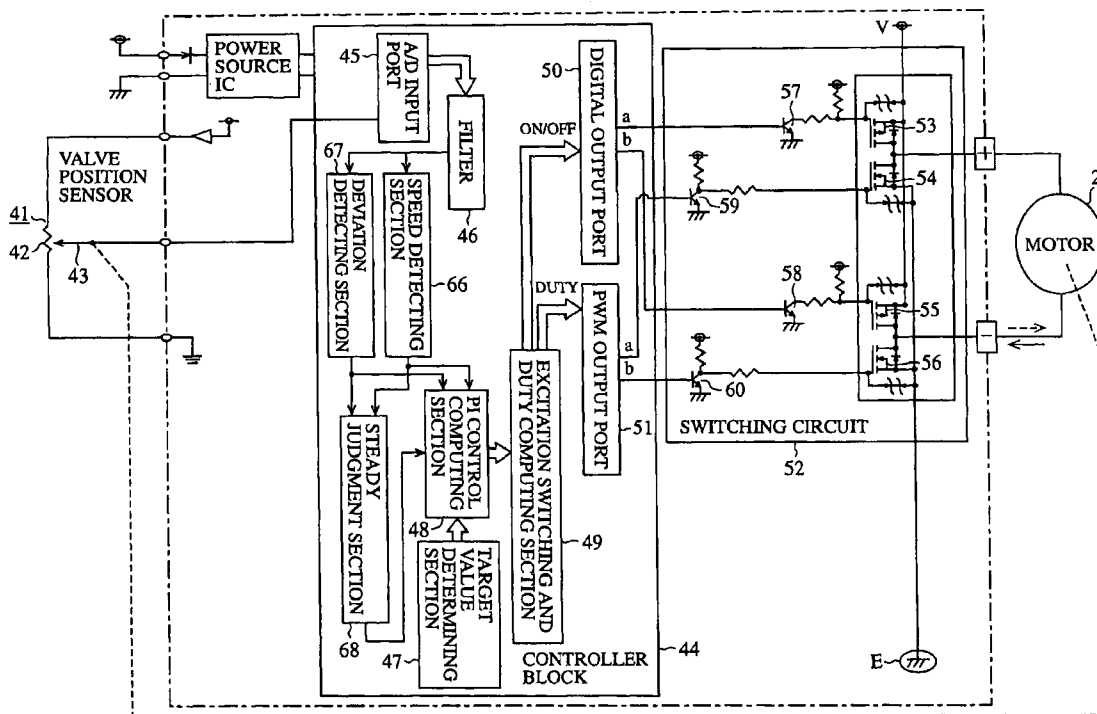 POWER
SOURCE
IC
VALVE
POSITION
SENSOR
41
42
43
45
A/D INPUT
PORT
FILTER
46
67
DEVIATION
DETECTING SECTION
SPEED DETECTING
SECTION
66
STEADY
JUDGMENT SECTION
68
PI CONTROL
COMPUTING
SECTION
48
47
TARGET
VALUE
DETERMINING
SECTION
EXCITATION SWITCHING AND
DUTY COMPUTING SECTION
49
ON/OFF
DUTY
50
DIGITAL OUTPUT PORT
a
b
PWM OUTPUT PORT
a
b
51
CONTROLLER
BLOCK
44
57
59
58
60
53
54
55
56
SWITCHING CIRCUIT
52
V
E
+
−
2
MOTOR